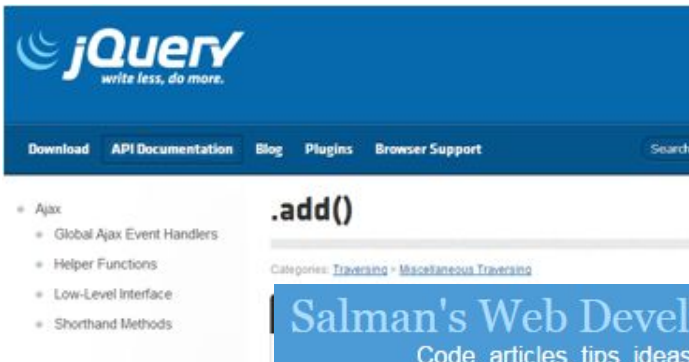 jQuery
write less, do more.
Download API Documentation Blog Plugins Browser Support Search
Ajax
Global Ajax Event Handlers
Helper Functions
Low-Level Interface
Shorthand Methods
.add()
Categories: Traversing > Miscellaneous Traversing
Salman's Web Devel
Code, articles, tips, ideas